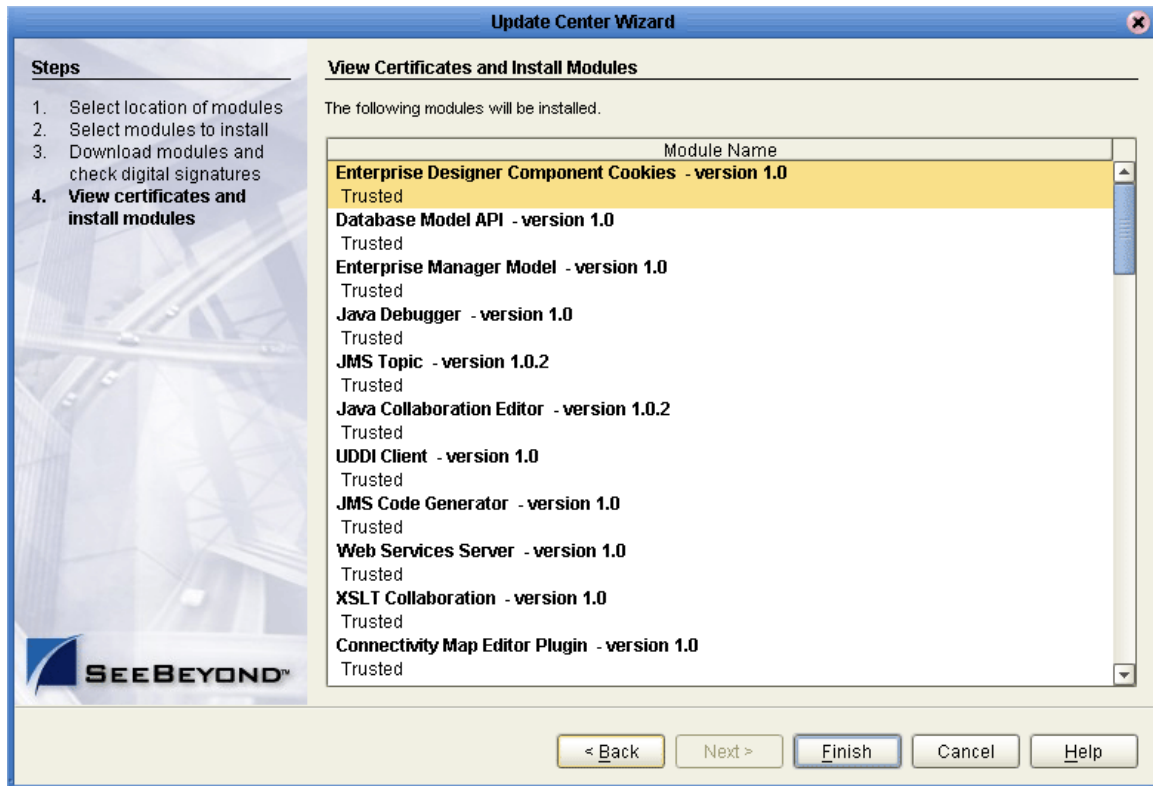 Update Center Wizard
Steps
1. Select location of modules
2. Select modules to install
3. Download modules and
check digital signatures
4. View certificates and
install modules
SEEBEYOND™
View Certificates and Install Modules
The following modules will be installed.
Module Name
Enterprise Designer Component Cookies - version 1.0
Trusted
Database Model API - version 1.0
Trusted
Enterprise Manager Model - version 1.0
Trusted
Java Debugger - version 1.0
Trusted
JMS Topic - version 1.0.2
Trusted
Java Collaboration Editor - version 1.0.2
Trusted
UDDI Client - version 1.0
Trusted
JMS Code Generator - version 1.0
Trusted
Web Services Server - version 1.0
Trusted
XSLT Collaboration - version 1.0
Trusted
Connectivity Map Editor Plugin - version 1.0
Trusted
< Back Next > Finish Cancel Help